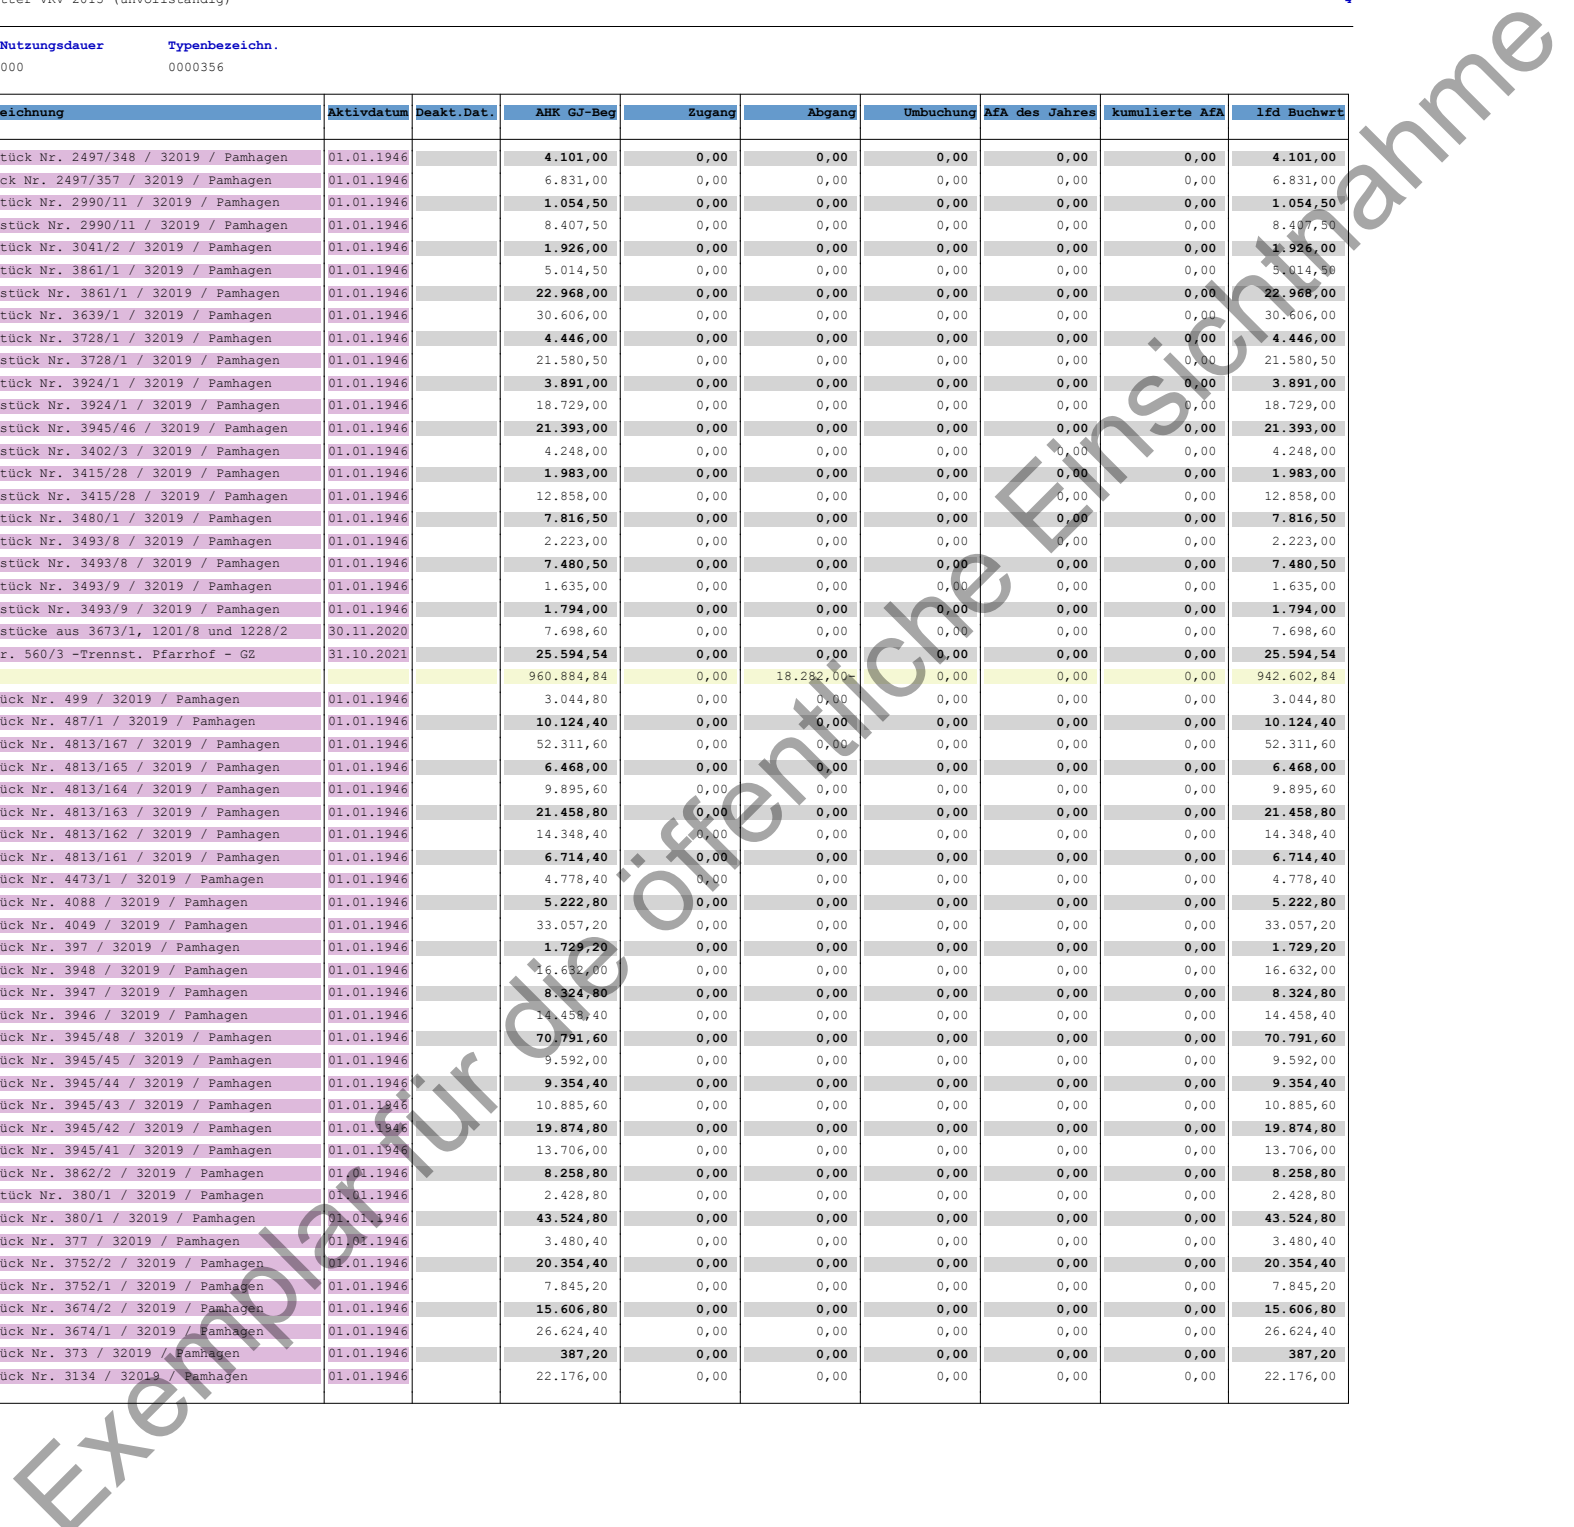 (unvollständig)
Nutzungsdauer Typenbezeichn.
000 0000356
eichnung Aktivdatum Deakt.Dat. AHK GJ-Beg Zugang Abgang Umbuchung AfA des Jahres kumulierte AfA lfd Buchwrt
tück Nr. 2497/348 / 32019 / Pamhagen 01.01.1946 4.101,00 0,00 0,00 0,00 0,00 0,00 4.101,00
ck Nr. 2497/357 / 32019 / Pamhagen 01.01.1946 6.831,00 0,00 0,00 0,00 0,00 0,00 6.831,00
tück Nr. 2990/11 / 32019 / Pamhagen 01.01.1946 1.054,50 0,00 0,00 0,00 0,00 0,00 1.054,50
stück Nr. 2990/11 / 32019 / Pamhagen 01.01.1946 8.407,50 0,00 0,00 0,00 0,00 0,00 8.407,50
tück Nr. 3041/2 / 32019 / Pamhagen 01.01.1946 1.926,00 0,00 0,00 0,00 0,00 0,00 1.926,00
tück Nr. 3861/1 / 32019 / Pamhagen 01.01.1946 5.014,50 0,00 0,00 0,00 0,00 0,00 5.014,50
stück Nr. 3861/1 / 32019 / Pamhagen 01.01.1946 22.968,00 0,00 0,00 0,00 0,00 0,00 22.968,00
tück Nr. 3639/1 / 32019 / Pamhagen 01.01.1946 30.606,00 0,00 0,00 0,00 0,00 0,00 30.606,00
tück Nr. 3728/1 / 32019 / Pamhagen 01.01.1946 4.446,00 0,00 0,00 0,00 0,00 0,00 4.446,00
stück Nr. 3728/1 / 32019 / Pamhagen 01.01.1946 21.580,50 0,00 0,00 0,00 0,00 0,00 21.580,50
tück Nr. 3924/1 / 32019 / Pamhagen 01.01.1946 3.891,00 0,00 0,00 0,00 0,00 0,00 3.891,00
stück Nr. 3924/1 / 32019 / Pamhagen 01.01.1946 18.729,00 0,00 0,00 0,00 0,00 0,00 18.729,00
stück Nr. 3945/46 / 32019 / Pamhagen 01.01.1946 21.393,00 0,00 0,00 0,00 0,00 0,00 21.393,00
stück Nr. 3402/3 / 32019 / Pamhagen 01.01.1946 4.248,00 0,00 0,00 0,00 0,00 0,00 4.248,00
tück Nr. 3415/28 / 32019 / Pamhagen 01.01.1946 1.983,00 0,00 0,00 0,00 0,00 0,00 1.983,00
stück Nr. 3415/28 / 32019 / Pamhagen 01.01.1946 12.858,00 0,00 0,00 0,00 0,00 0,00 12.858,00
tück Nr. 3480/1 / 32019 / Pamhagen 01.01.1946 7.816,50 0,00 0,00 0,00 0,00 0,00 7.816,50
tück Nr. 3493/8 / 32019 / Pamhagen 01.01.1946 2.223,00 0,00 0,00 0,00 0,00 0,00 2.223,00
stück Nr. 3493/8 / 32019 / Pamhagen 01.01.1946 7.480,50 0,00 0,00 0,00 0,00 0,00 7.480,50
tück Nr. 3493/9 / 32019 / Pamhagen 01.01.1946 1.635,00 0,00 0,00 0,00 0,00 0,00 1.635,00
stück Nr. 3493/9 / 32019 / Pamhagen 01.01.1946 1.794,00 0,00 0,00 0,00 0,00 0,00 1.794,00
stücke aus 3673/1, 1201/8 und 1228/2 30.11.2020 7.698,60 0,00 0,00 0,00 0,00 0,00 7.698,60
r. 560/3 -Trennst. Pfarrhof - GZ 31.10.2021 25.594,54 0,00 0,00 0,00 0,00 0,00 25.594,54
960.884,84 0,00 18.282,00- 0,00 0,00 0,00 942.602,84
ück Nr. 499 / 32019 / Pamhagen 01.01.1946 3.044,80 0,00 0,00 0,00 0,00 0,00 3.044,80
ück Nr. 487/1 / 32019 / Pamhagen 01.01.1946 10.124,40 0,00 0,00 0,00 0,00 0,00 10.124,40
ück Nr. 4813/167 / 32019 / Pamhagen 01.01.1946 52.311,60 0,00 0,00 0,00 0,00 0,00 52.311,60
ück Nr. 4813/165 / 32019 / Pamhagen 01.01.1946 6.468,00 0,00 0,00 0,00 0,00 0,00 6.468,00
ück Nr. 4813/164 / 32019 / Pamhagen 01.01.1946 9.895,60 0,00 0,00 0,00 0,00 0,00 9.895,60
ück Nr. 4813/163 / 32019 / Pamhagen 01.01.1946 21.458,80 0,00 0,00 0,00 0,00 0,00 21.458,80
ück Nr. 4813/162 / 32019 / Pamhagen 01.01.1946 14.348,40 0,00 0,00 0,00 0,00 0,00 14.348,40
ück Nr. 4813/161 / 32019 / Pamhagen 01.01.1946 6.714,40 0,00 0,00 0,00 0,00 0,00 6.714,40
ück Nr. 4473/1 / 32019 / Pamhagen 01.01.1946 4.778,40 0,00 0,00 0,00 0,00 0,00 4.778,40
ück Nr. 4088 / 32019 / Pamhagen 01.01.1946 5.222,80 0,00 0,00 0,00 0,00 0,00 5.222,80
ück Nr. 4049 / 32019 / Pamhagen 01.01.1946 33.057,20 0,00 0,00 0,00 0,00 0,00 33.057,20
ück Nr. 397 / 32019 / Pamhagen 01.01.1946 1.729,20 0,00 0,00 0,00 0,00 0,00 1.729,20
ück Nr. 3948 / 32019 / Pamhagen 01.01.1946 16.632,00 0,00 0,00 0,00 0,00 0,00 16.632,00
ück Nr. 3947 / 32019 / Pamhagen 01.01.1946 8.324,80 0,00 0,00 0,00 0,00 0,00 8.324,80
ück Nr. 3946 / 32019 / Pamhagen 01.01.1946 14.458,40 0,00 0,00 0,00 0,00 0,00 14.458,40
ück Nr. 3945/48 / 32019 / Pamhagen 01.01.1946 70.791,60 0,00 0,00 0,00 0,00 0,00 70.791,60
ück Nr. 3945/45 / 32019 / Pamhagen 01.01.1946 9.592,00 0,00 0,00 0,00 0,00 0,00 9.592,00
ück Nr. 3945/44 / 32019 / Pamhagen 01.01.1946 9.354,40 0,00 0,00 0,00 0,00 0,00 9.354,40
ück Nr. 3945/43 / 32019 / Pamhagen 01.01.1946 10.885,60 0,00 0,00 0,00 0,00 0,00 10.885,60
ück Nr. 3945/42 / 32019 / Pamhagen 01.01.1946 19.874,80 0,00 0,00 0,00 0,00 0,00 19.874,80
ück Nr. 3945/41 / 32019 / Pamhagen 01.01.1946 13.706,00 0,00 0,00 0,00 0,00 0,00 13.706,00
ück Nr. 3862/2 / 32019 / Pamhagen 01.01.1946 8.258,80 0,00 0,00 0,00 0,00 0,00 8.258,80
tück Nr. 380/1 / 32019 / Pamhagen 01.01.1946 2.428,80 0,00 0,00 0,00 0,00 0,00 2.428,80
ück Nr. 380/1 / 32019 / Pamhagen 01.01.1946 43.524,80 0,00 0,00 0,00 0,00 0,00 43.524,80
ück Nr. 377 / 32019 / Pamhagen 01.01.1946 3.480,40 0,00 0,00 0,00 0,00 0,00 3.480,40
ück Nr. 3752/2 / 32019 / Pamhagen 01.01.1946 20.354,40 0,00 0,00 0,00 0,00 0,00 20.354,40
ück Nr. 3752/1 / 32019 / Pamhagen 01.01.1946 7.845,20 0,00 0,00 0,00 0,00 0,00 7.845,20
ück Nr. 3674/2 / 32019 / Pamhagen 01.01.1946 15.606,80 0,00 0,00 0,00 0,00 0,00 15.606,80
ück Nr. 3674/1 / 32019 / Pamhagen 01.01.1946 26.624,40 0,00 0,00 0,00 0,00 0,00 26.624,40
ück Nr. 373 / 32019 / Pamhagen 01.01.1946 387,20 0,00 0,00 0,00 0,00 0,00 387,20
ück Nr. 3134 / 32019 / Pamhagen 01.01.1946 22.176,00 0,00 0,00 0,00 0,00 0,00 22.176,00
Exemplar für die öffentliche Einsichtnahme